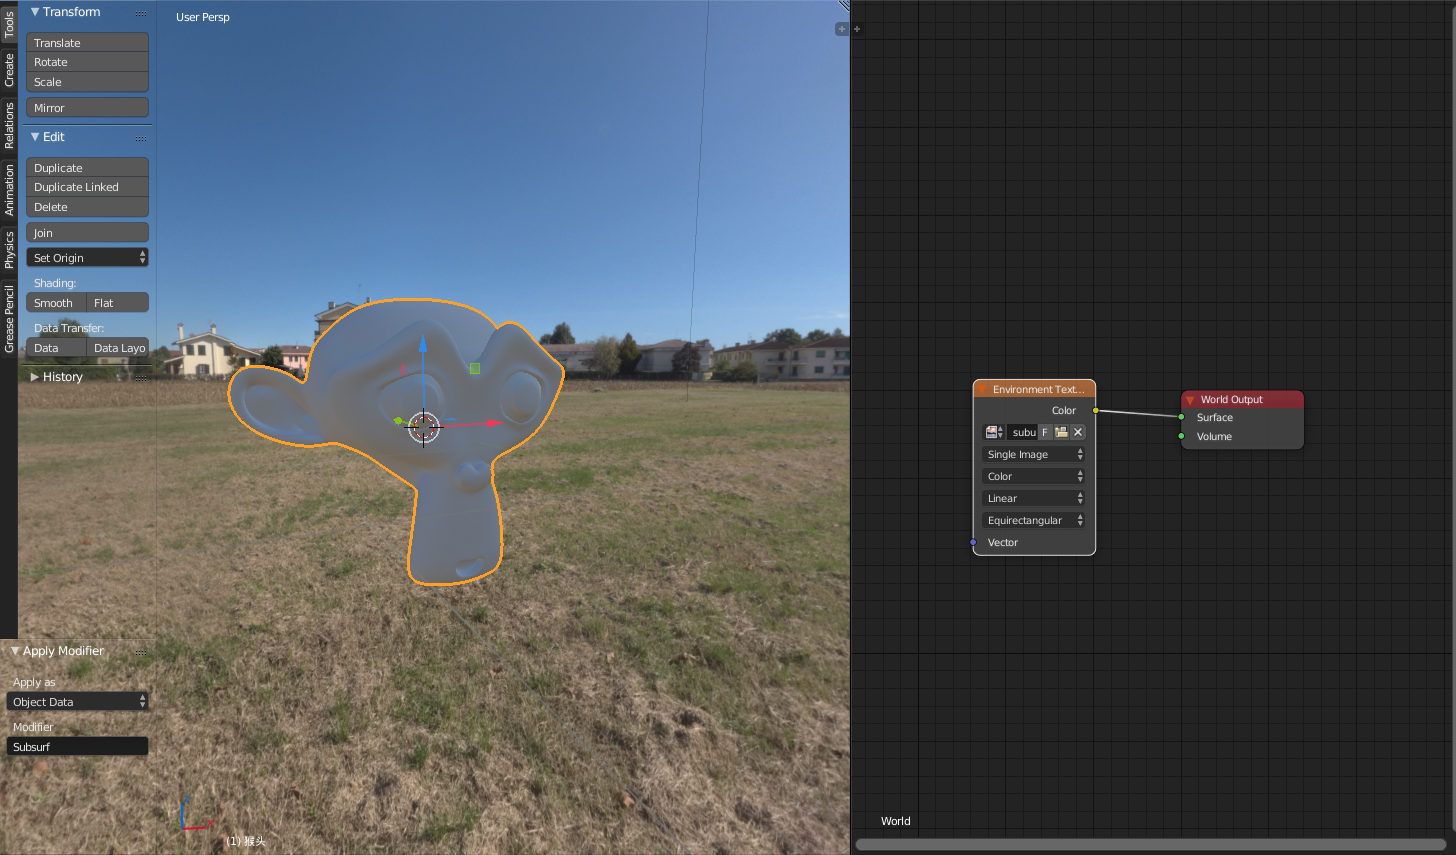 Tools
Create
Relations
Animation
Physics
Grease Pencil
Transform
Translate
Rotate
Scale
Mirror
Edit
Duplicate
Duplicate Linked
Delete
Join
Set Origin
Shading:
Smooth Flat
Data Transfer:
Data Data Layo
History
Apply Modifier
Apply as
Object Data
Modifier
Subsurf
User Persp
(1) 猴头
Environment Text...
Color
subu F
Single Image
Color
Linear
Equirectangular
Vector
World Output
Surface
Volume
World